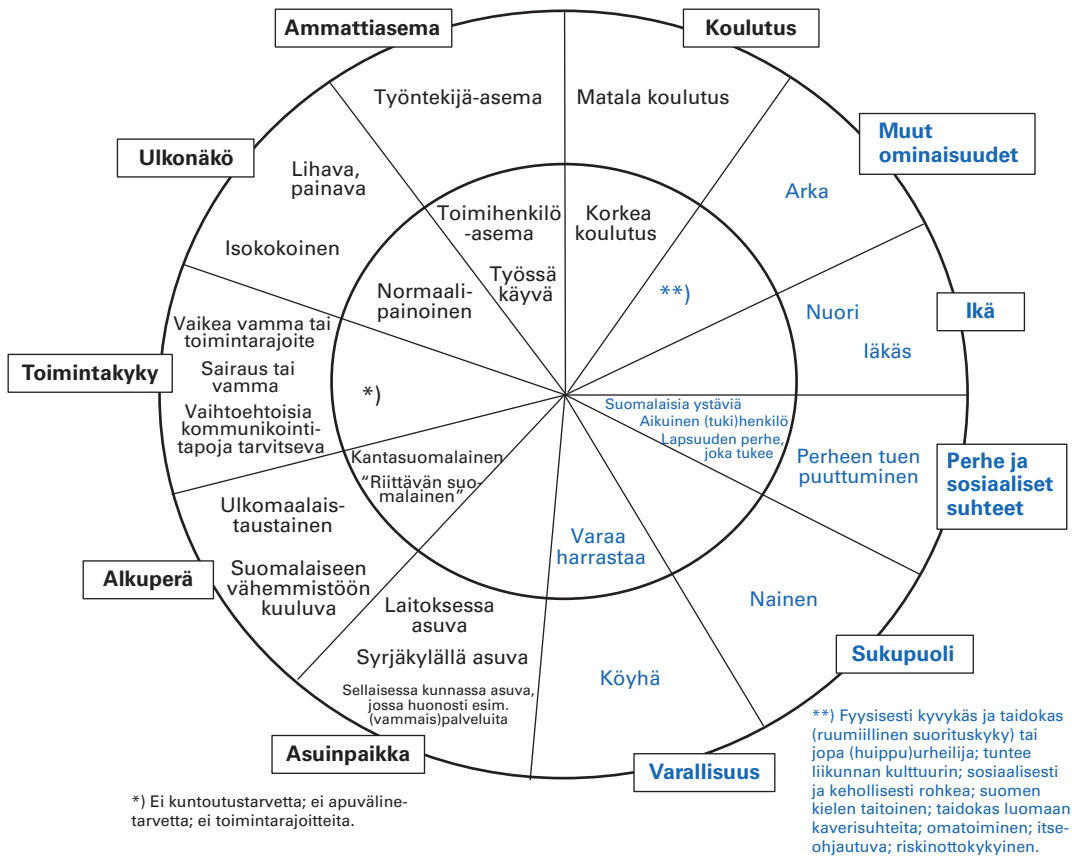 Ammattiasema
Koulutus
Työntekijä-asema
Matala koulutus
Muut
ominaisuudet
Ulkonäkö
Lihava,
painava
Isokokoinen
Arka
Toimihenkilö
-asema
Työssä
käyvä
Korkea
koulutus
Normaali-
painoinen
**)
Nuori
Iäkäs
Ikä
Toimintakyky
Vaikea vamma tai
toimintarajoite
Sairaus tai
vamma
Vaihtoehtoisia
kommunikointi-
tapoja tarvitseva
*)
Suomalaisia ystäviä
Aikuinen (tuki)henkilö
Lapsuuden perhe,
joka tukee
Perheen tuen
puuttuminen
Perhe ja
sosiaaliset
suhteet
Kantasuomalainen
“Riittävän suo-
malainen”
Ulkomaalais-
taustainen
Suomalaiseen
vähemmistöön
kuuluva
Alkuperä
Varaa
harrastaa
Nainen
Sukupuoli
Laitoksessa
asuva
Syrjäkylällä asuva
Sellaisessa kunnassa asuva,
jossa huonosti esim.
(vammais)palveluita
Asuinpaikka
Köyhä
Varallisuus
*) Ei kuntoutustarvetta; ei apuväline-
tarvetta; ei toimintarajoitteita.
**) Fyysisesti kyvykäs ja taidokas
(ruumiillinen suorituskyky) tai
jopa (huippu)urheilija; tuntee
liikunnan kulttuurin; sosiaalisesti
ja kehollisesti rohkea; suomen
kielen taitoinen; taidokas luomaan
kaverisuhteita; omatoiminen; itse-
ohjautuva; riskinottokykyinen.